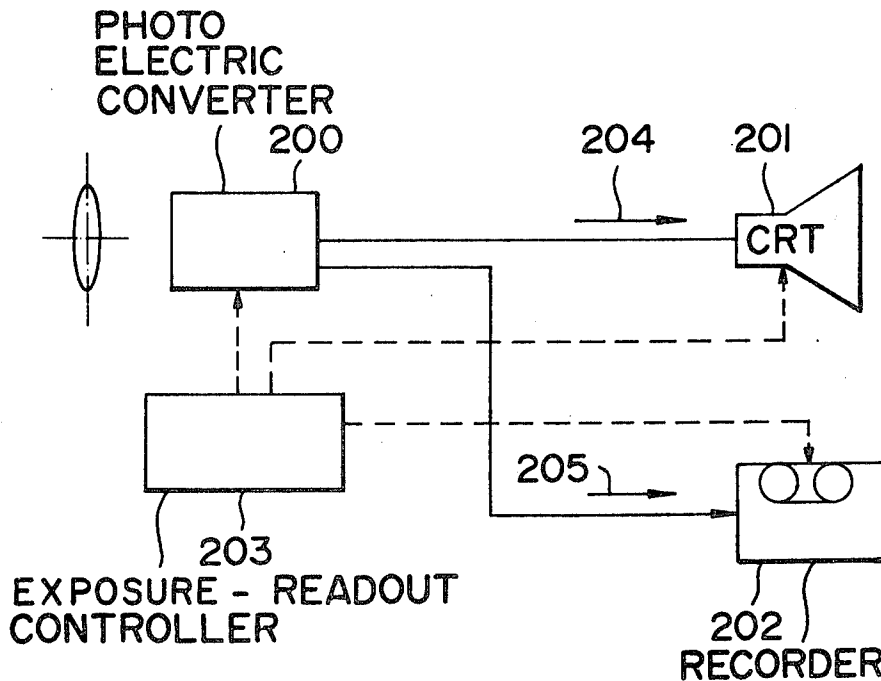 PHOTO
ELECTRIC
CONVERTER
200
204
201
CRT
205
203
EXPOSURE - READOUT
CONTROLLER
202
RECORDER